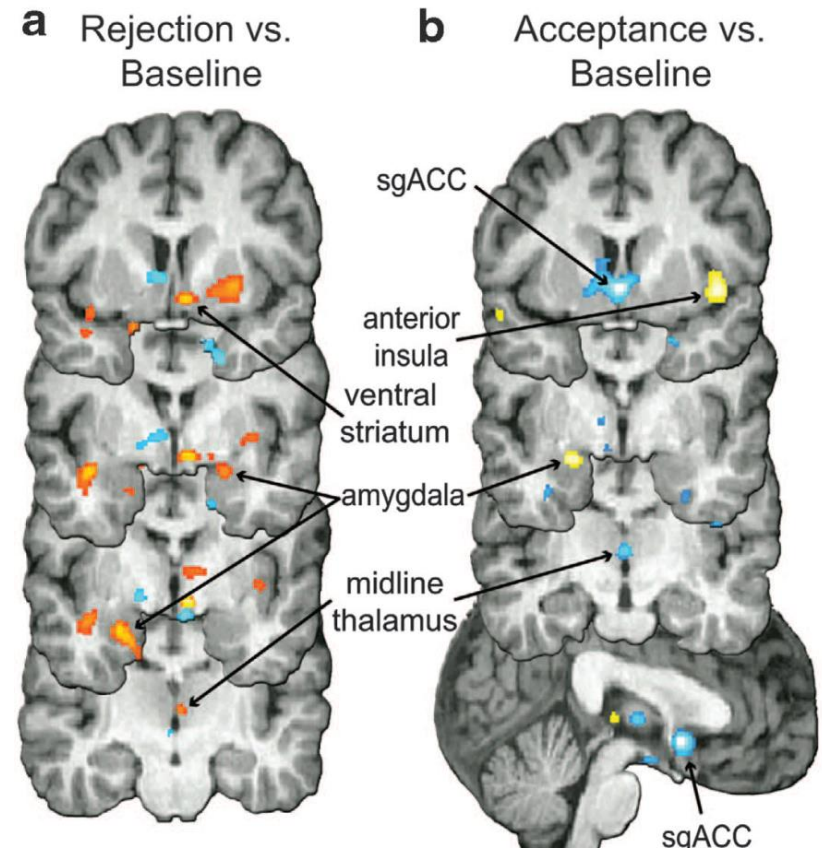 a Rejection vs.
Baseline
b Acceptance vs.
Baseline
sgACC
anterior
insula
ventral
striatum
amygdala
midline
thalamus
sgACC